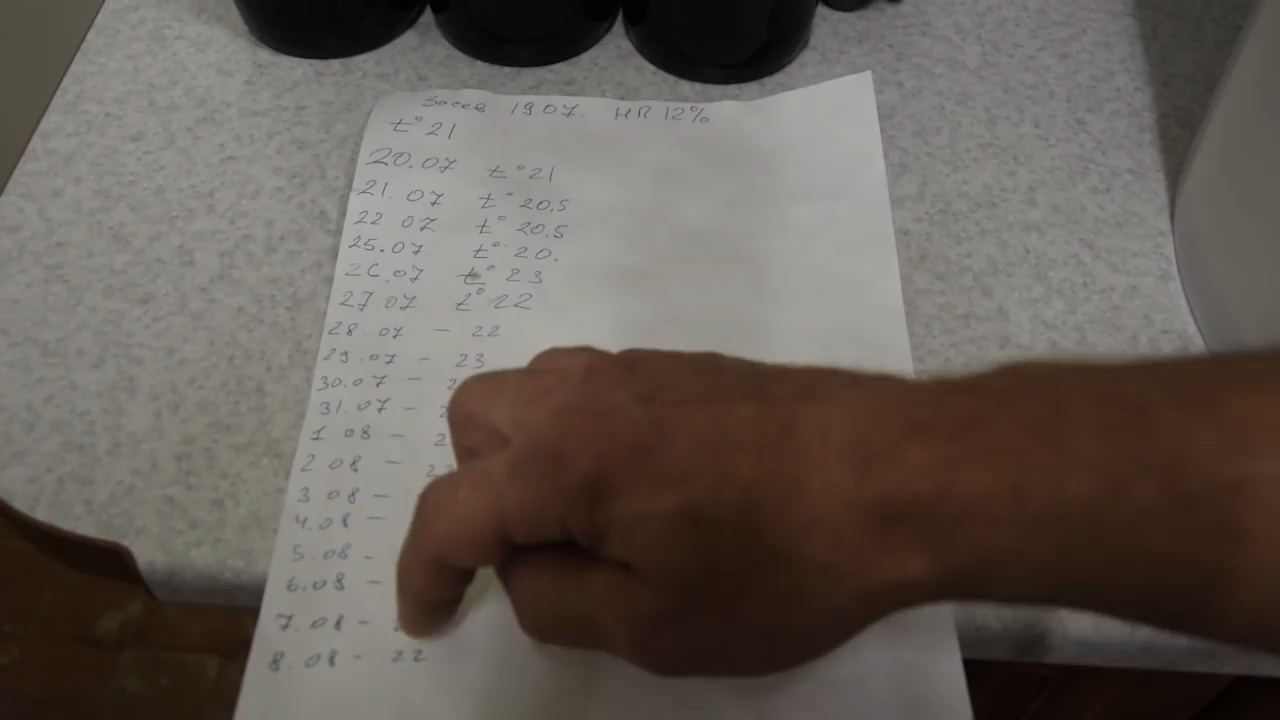 Засев 19 07. НП 12%
t° 21
20.07 t° 21
21. 07 t° 20,5
22 07 t° 20.5
25.07 t° 20.
26.07 t° 23
27 07 t° 22
28. 07 — 22
29.07 - 23
30.07 -
31.07 -
1.08 -
2.08 -
3.08 -
4.08 -
5.08 -
6.08 -
7.08 -
8.08 - 22